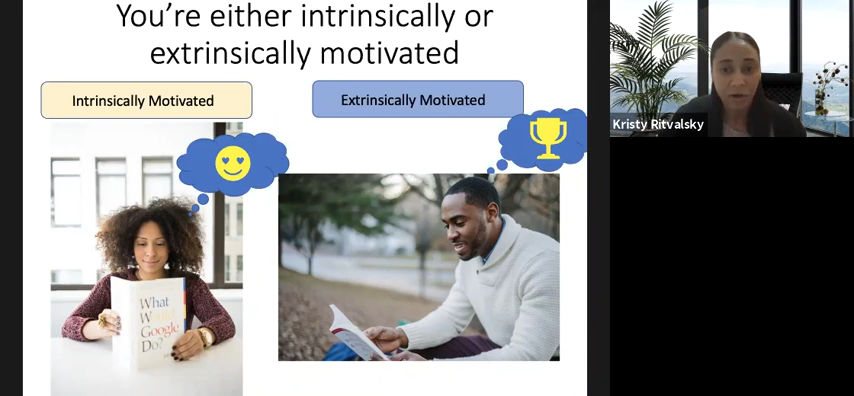 You’re either intrinsically or
extrinsically motivated
Intrinsically Motivated
Extrinsically Motivated
Kristy Ritvalsky
What
Would
Google
Do?